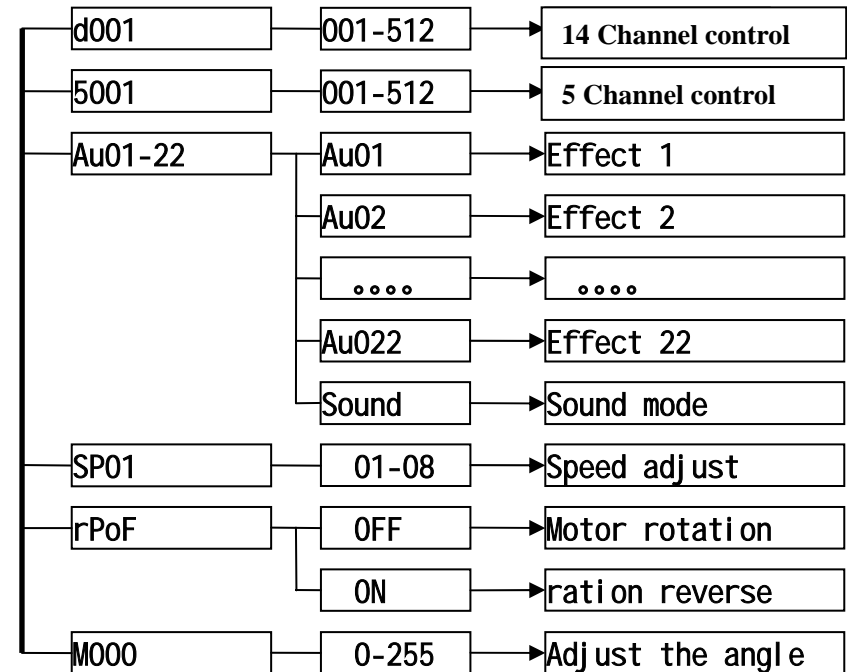 d001 001-512 14 Channel control
5001 001-512 5 Channel control
Au01-22 Au01 Effect 1
Au02 Effect 2
。。。。 。。。。
Au022 Effect 22
Sound Sound mode
SP01 01-08 Speed adjust
rPoF OFF Motor rotation
ON ration reverse
M000 0-255 Adjust the angle